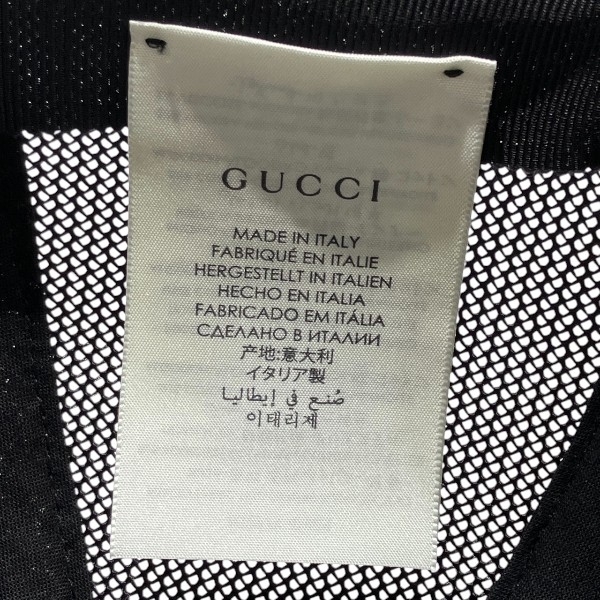 GUCCI
MADE IN ITALY
FABRIQUÉ EN ITALIE
HERGESTELLT IN ITALIEN
HECHO EN ITALIA
FABRICADO EM ITÁLIA
СДЕЛАНО В ИТАЛИИ
产地:意大利
イタリア製
صُنع في إيطاليا
이태리제